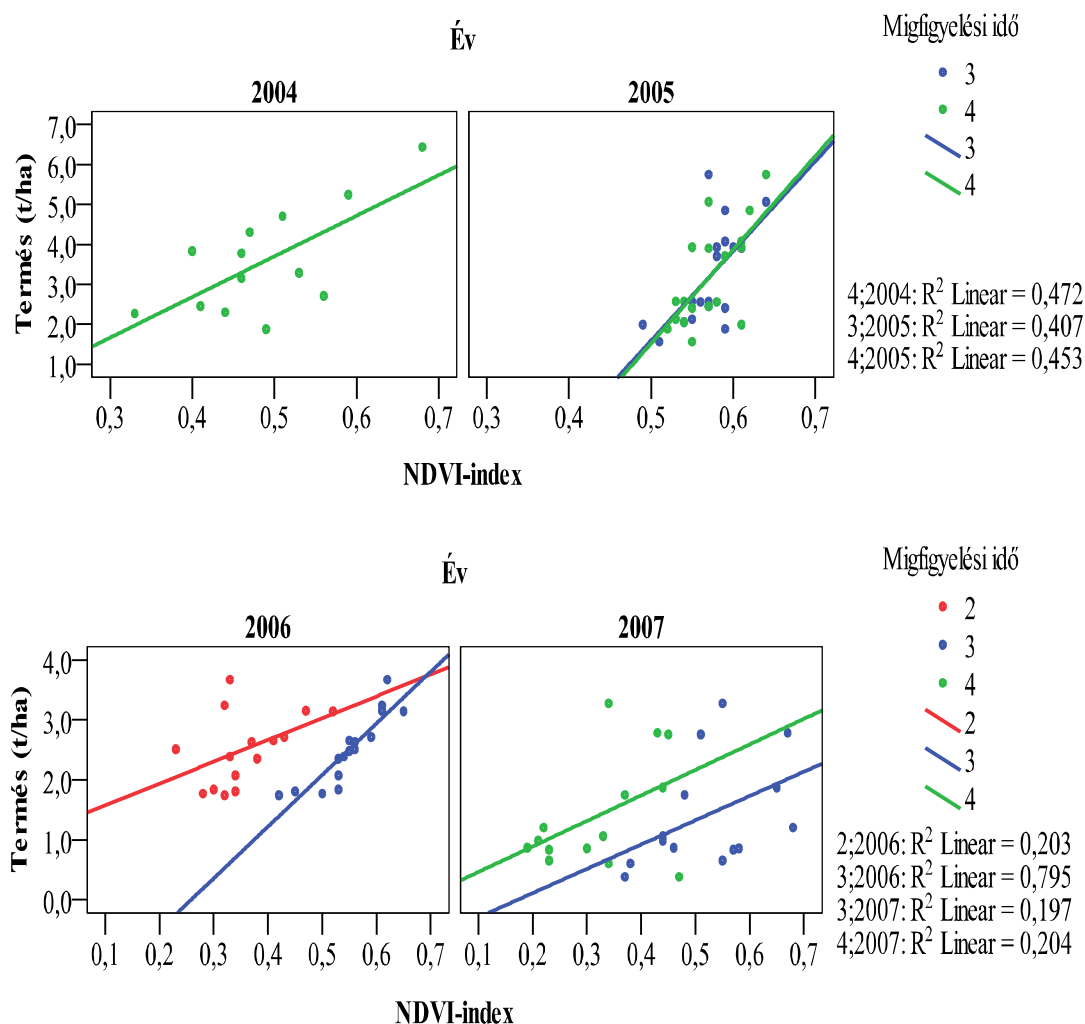 Év
2004
2005
Termés (t/ha)
7,0
6,0
5,0
4,0
3,0
2,0
1,0
0,3 0,4 0,5 0,6 0,7
0,3 0,4 0,5 0,6 0,7
NDVI-index
Migfigyelési idő
3
4
3
4
4;2004: R² Linear = 0,472
3;2005: R² Linear = 0,407
4;2005: R² Linear = 0,453
Év
2006
2007
Termés (t/ha)
4,0
3,0
2,0
1,0
0,0
0,1 0,2 0,3 0,4 0,5 0,6 0,7
0,1 0,2 0,3 0,4 0,5 0,6 0,7
NDVI-index
Migfigyelési idő
2
3
4
2
3
4
2;2006: R² Linear = 0,203
3;2006: R² Linear = 0,795
3;2007: R² Linear = 0,197
4;2007: R² Linear = 0,204